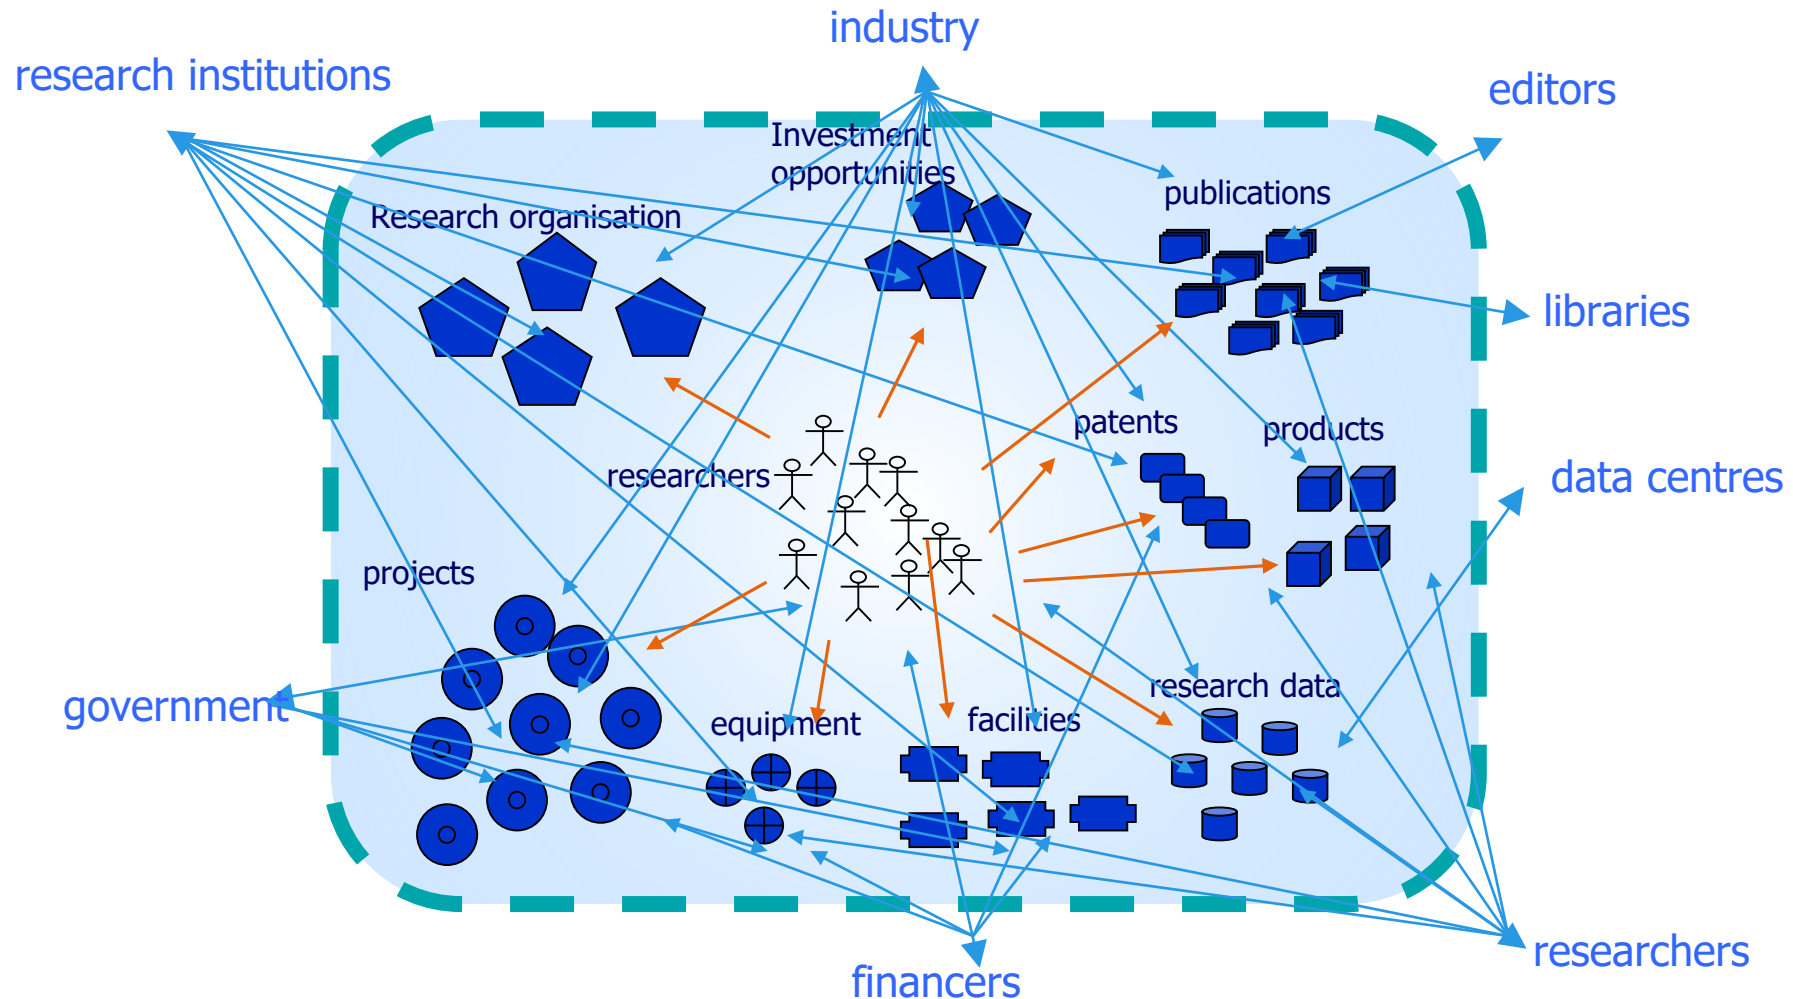 industry
research institutions
editors
Investment
opportunities
publications
Research organisation
libraries
patents
products
researchers
data centres
projects
research data
government
equipment
facilities
researchers
financers